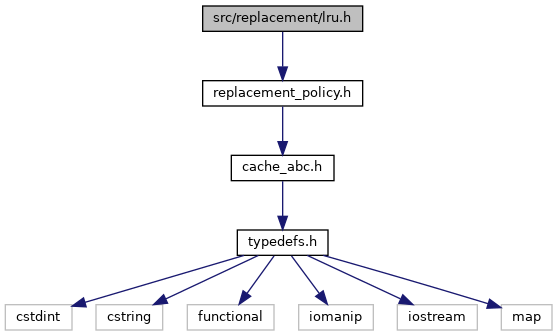 src/replacement/lru.h
replacement_policy.h
cache_abc.h
typedefs.h
cstdint
cstring
functional
iomanip
iostream
map